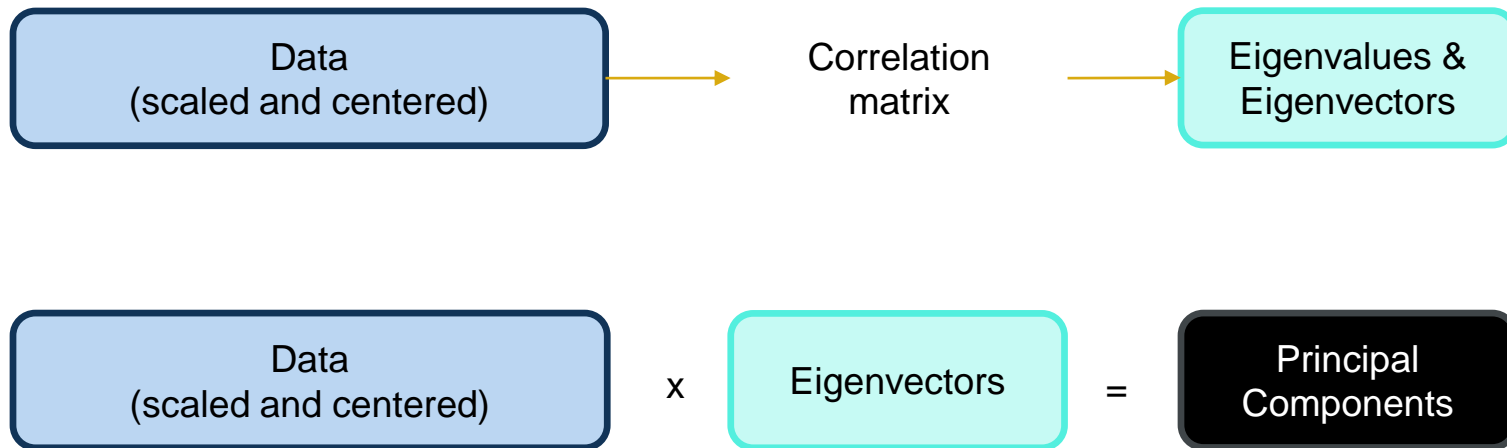 Data
(scaled and centered)
Correlation
matrix
Eigenvalues &
Eigenvectors
Data
(scaled and centered)
x
Eigenvectors
=
Principal
Components